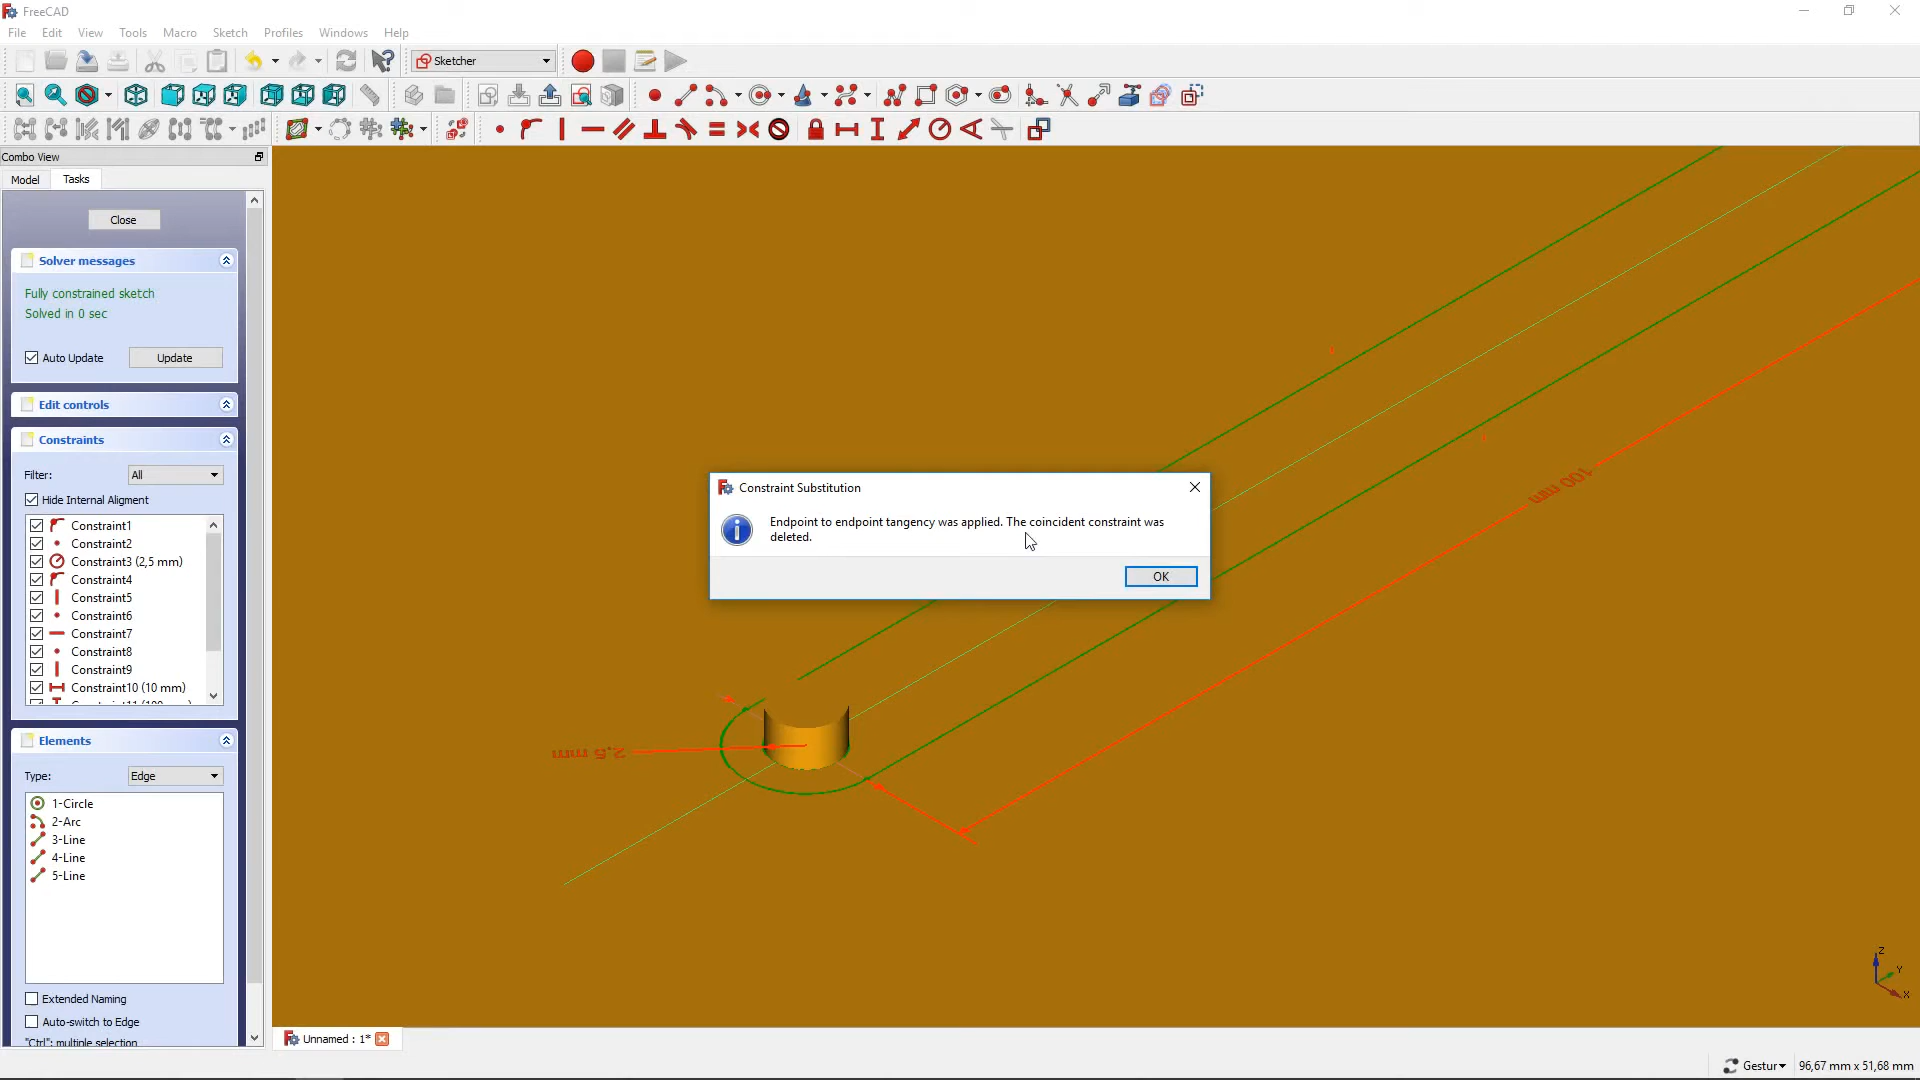 FreeCAD
File Edit View Tools Macro Sketch Profiles Windows Help
Sketcher
Combo View
Model Tasks
Close
Solver messages
Fully constrained sketch
Solved in 0 sec
Auto Update Update
Edit controls
Constraints
Filter: All
Hide Internal Aligment
Constraint1
Constraint2
Constraint3 (2,5 mm)
Constraint4
Constraint5
Constraint6
Constraint7
Constraint8
Constraint9
Constraint10 (10 mm)
Elements
Type: Edge
1-Circle
2-Arc
3-Line
4-Line
5-Line
Extended Naming
Auto-switch to Edge
"Ctrl": multiple selection
100 mm
Constraint Substitution
Endpoint to endpoint tangency was applied. The coincident constraint was
deleted.
OK
2,5 mm
Z
Y
X
Unnamed : 1*
Gestur 96,67 mm x 51,68 mm